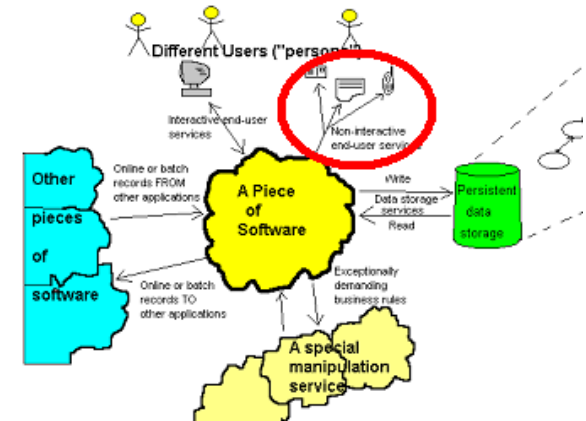 Different Users ("persons")
Interactive end-user
services
Non-interactive
end-user
Other
pieces
of
software
Online or batch
records FROM
other applications
A Piece
of
Software
Write
Data storage
services
Read
Persistent
data
storage
Online or batch
records TO
other applications
Exceptionally
demanding
business rules
A special
manipulation
service